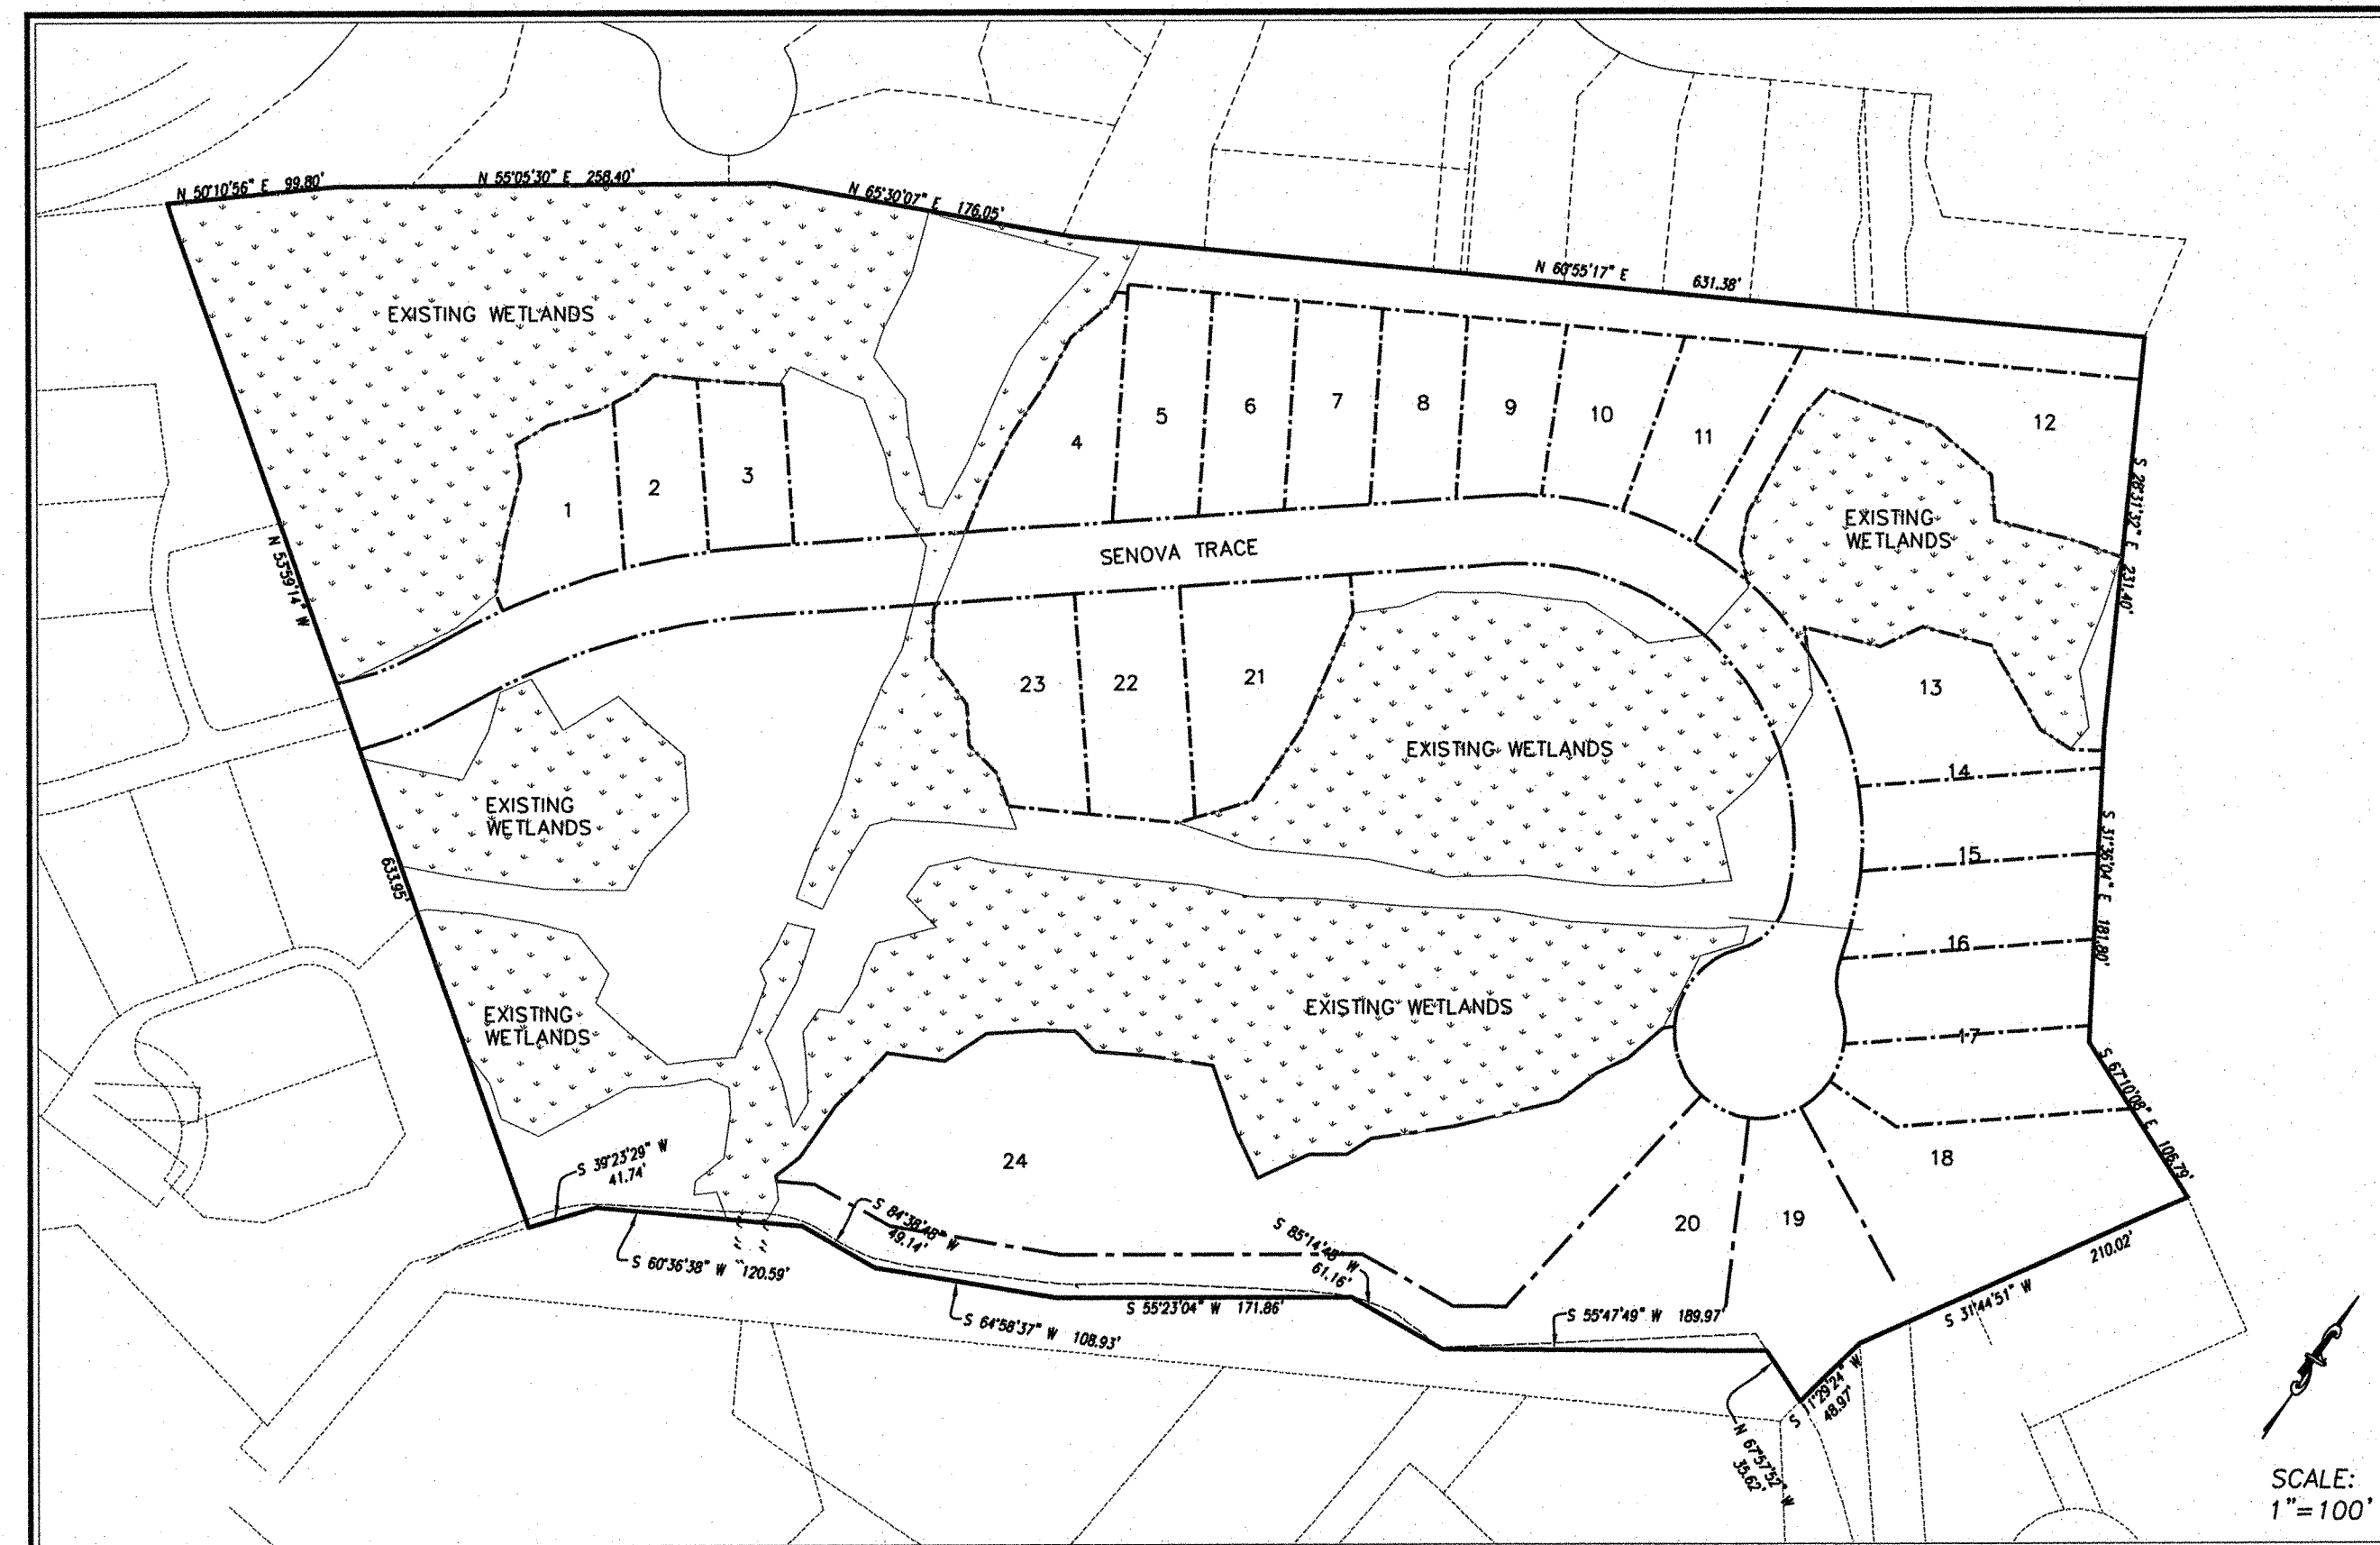 N 50°10'56" E 99.80'
N 55°05'30" E 258.40'
N 65°30'07" E 176.05'
N 60°55'17" E 631.38'
EXISTING WETLANDS
1
2
3
4
5
6
7
8
9
10
11
12
EXISTING
WETLANDS
S 28°31'32" E 231.40'
SENOVA TRACE
N 53°59'14" W
633.95'
23
22
21
13
EXISTING WETLANDS
14
EXISTING
WETLANDS
15
S 31°36'04" E 181.80'
16
EXISTING
WETLANDS
EXISTING WETLANDS
17
S 67°10'08" E 106.79'
18
24
S 39°23'29" W
41.74'
20
19
S 84°38'48" W
49.14'
S 85°14'48" W
61.16'
S 60°36'38" W 120.59'
S 64°58'37" W 108.93'
S 55°23'04" W 171.86'
S 55°47'49" W 189.97'
S 31°44'51" W 210.02'
S 11°29'24" W
48.97'
N 67°57'52" W
35.62'
SCALE:
1"=100'